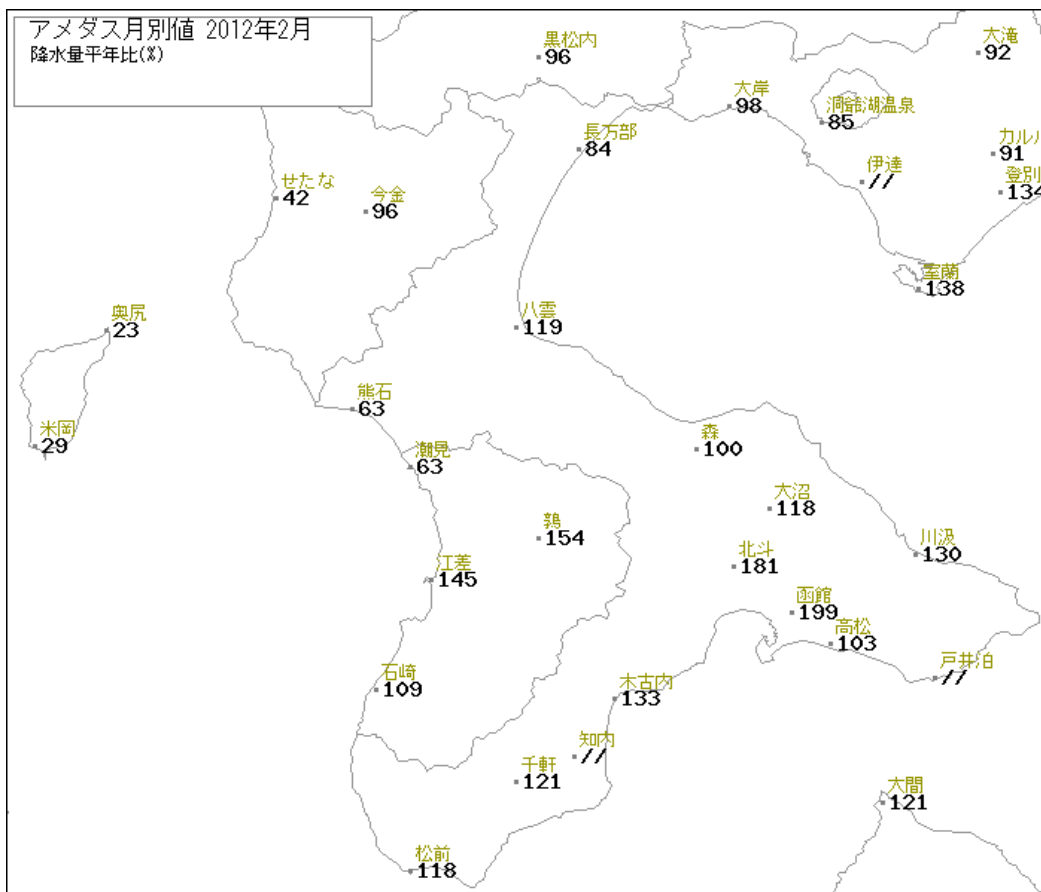 アメダス月別値 2012年2月
降水量平年比(%)
黒松内
96
大滝
92
大岸
98
洞爺湖温泉
85
長万部
84
カルル
91
伊達
//
登別
134
せたな
42
今金
96
室蘭
138
奥尻
23
八雲
119
熊石
63
米岡
29
潮見
63
森
100
大沼
118
鶉
154
江差
145
北斗
181
川汲
130
函館
199
高松
103
戸井泊
//
石崎
109
木古内
133
知内
//
千軒
121
大間
121
松前
118